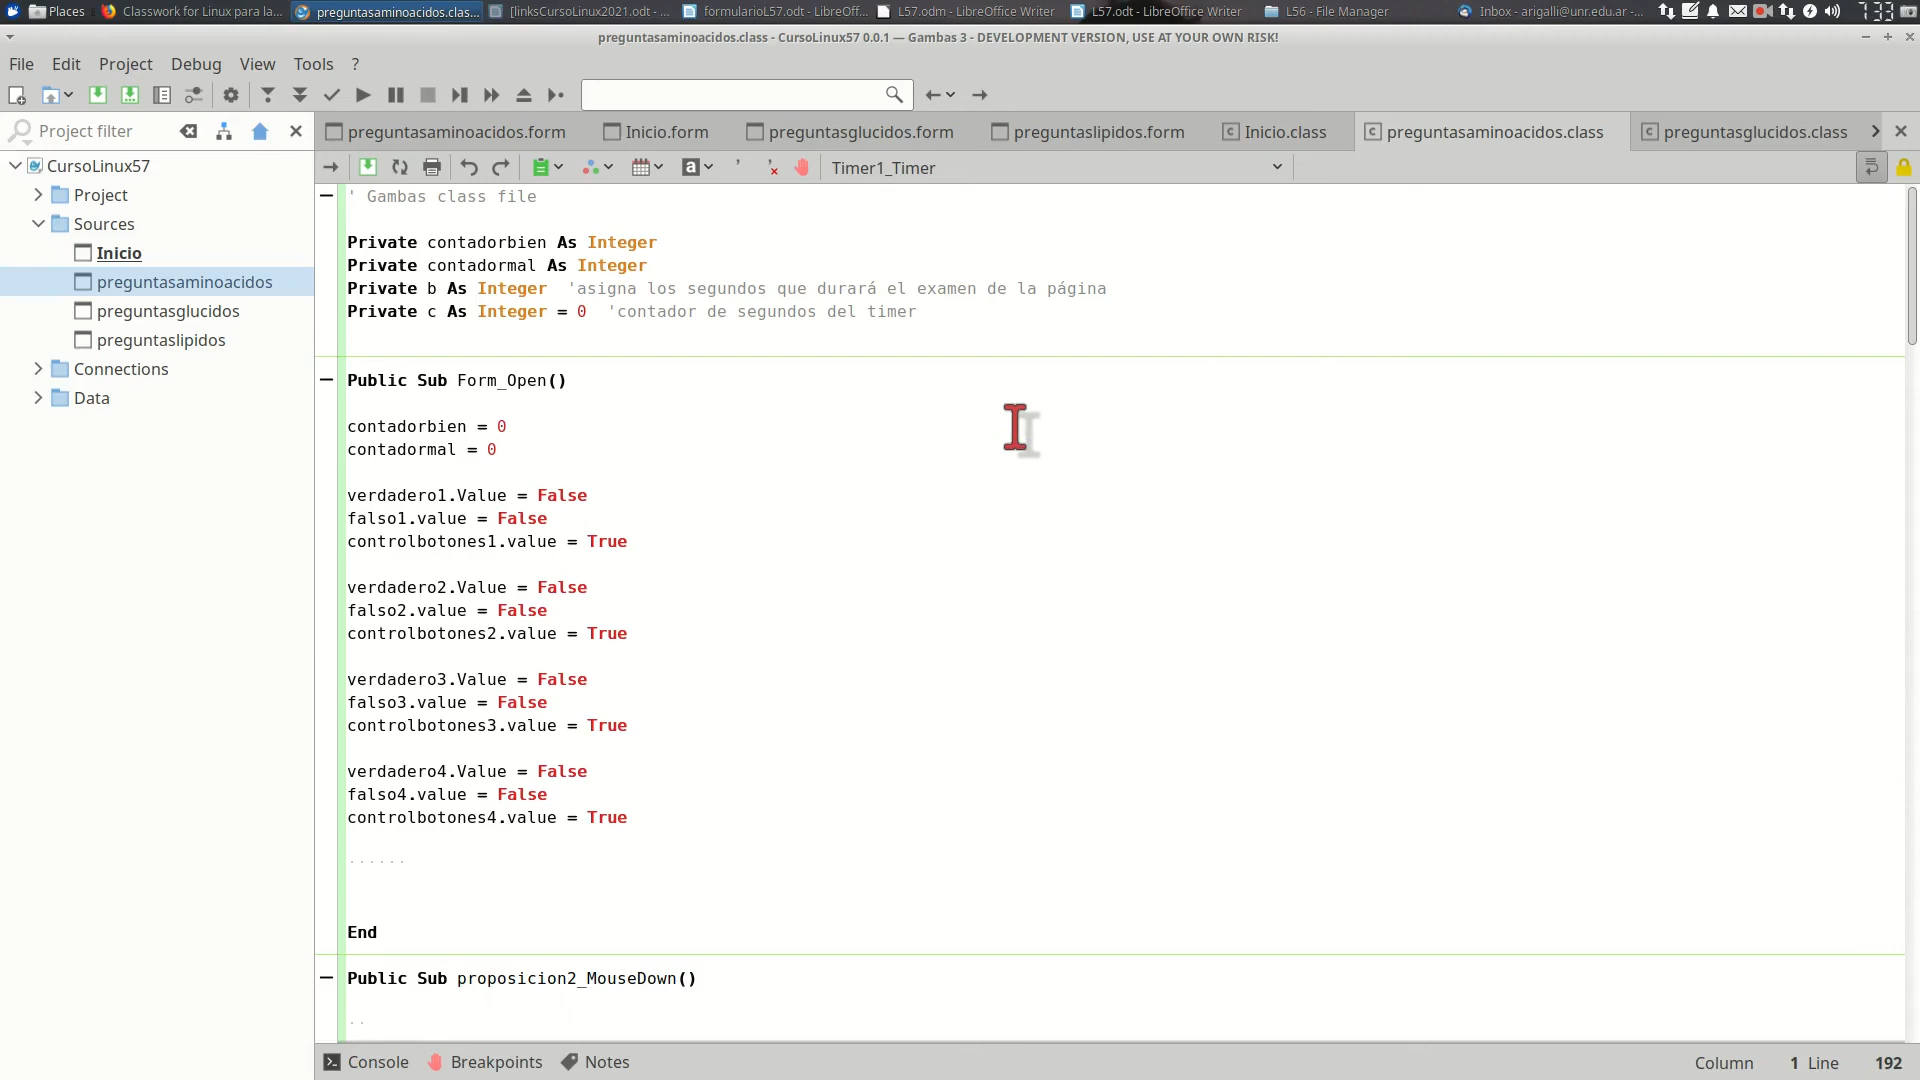 Places
Classwork for Linux para la...
preguntasaminoacidos.clas...
[linksCursoLinux2021.odt - ...
formularioL57.odt - LibreOff...
L57.odm - LibreOffice Writer
L57.odt - LibreOffice Writer
L56 - File Manager
Inbox - arigalli@unr.edu.ar -...
preguntasaminoacidos.class - CursoLinux57 0.0.1 — Gambas 3 - DEVELOPMENT VERSION, USE AT YOUR OWN RISK!
File Edit Project Debug View Tools ?
Project filter
preguntasaminoacidos.form Inicio.form preguntasglucidos.form preguntaslipidos.form Inicio.class preguntasaminoacidos.class preguntasglucidos.class
Timer1_Timer
CursoLinux57
Project
Sources
Inicio
preguntasaminoacidos
preguntasglucidos
preguntaslipidos
Connections
Data
' Gambas class file
Private contadorbien As Integer
Private contadormal As Integer
Private b As Integer 'asigna los segundos que durará el examen de la página
Private c As Integer = 0 'contador de segundos del timer
Public Sub Form_Open()
contadorbien = 0
contadormal = 0
verdadero1.Value = False
falso1.value = False
controlbotones1.value = True
verdadero2.Value = False
falso2.value = False
controlbotones2.value = True
verdadero3.Value = False
falso3.value = False
controlbotones3.value = True
verdadero4.Value = False
falso4.value = False
controlbotones4.value = True
......
End
Public Sub proposicion2_MouseDown()
..
Console Breakpoints Notes
Column 1 Line 192